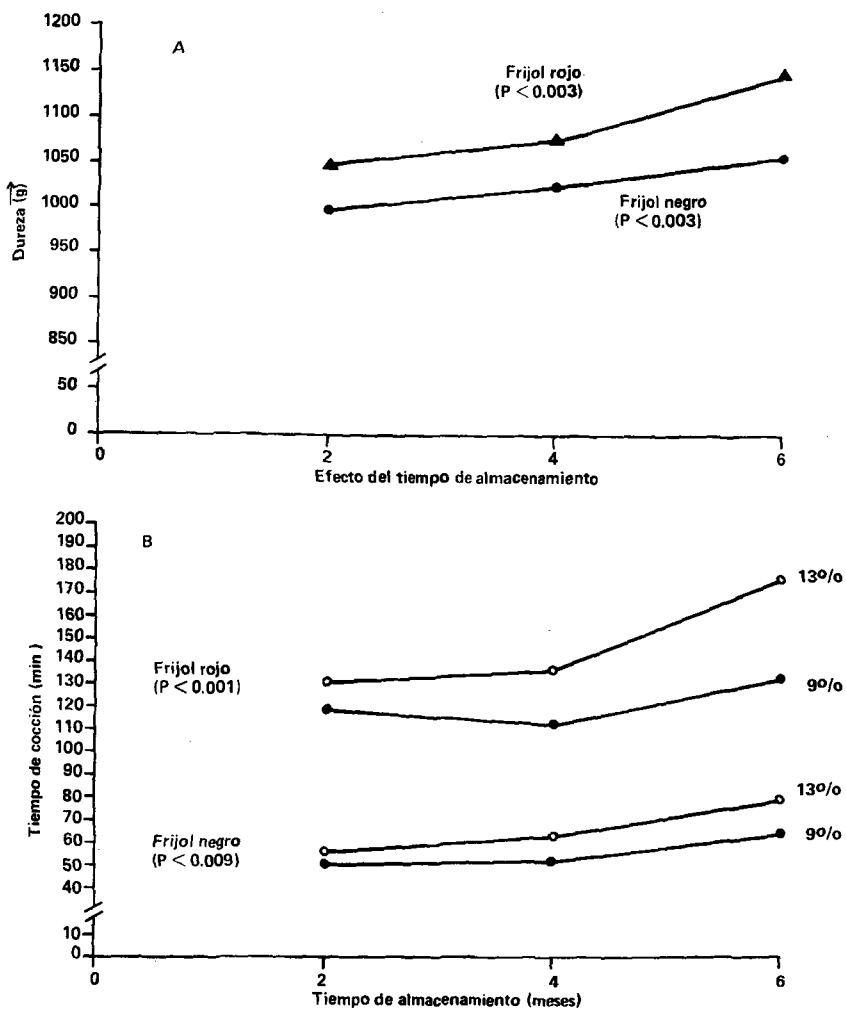 A
1200
1150
1100
1050
1000
950
900
850
50
0
Dureza (g)
Frijol rojo
(P < 0.003)
Frijol negro
(P < 0.003)
0
2
4
6
Efecto del tiempo de almacenamiento
B
200
190
180
170
160
150
140
130
120
110
100
90
80
70
60
50
40
10
0
Tiempo de cocción (min)
Frijol rojo
(P < 0.001)
13º/o
9º/o
Frijol negro
(P < 0.009)
13%
9º/o
0
2
4
6
Tiempo de almacenamiento (meses)